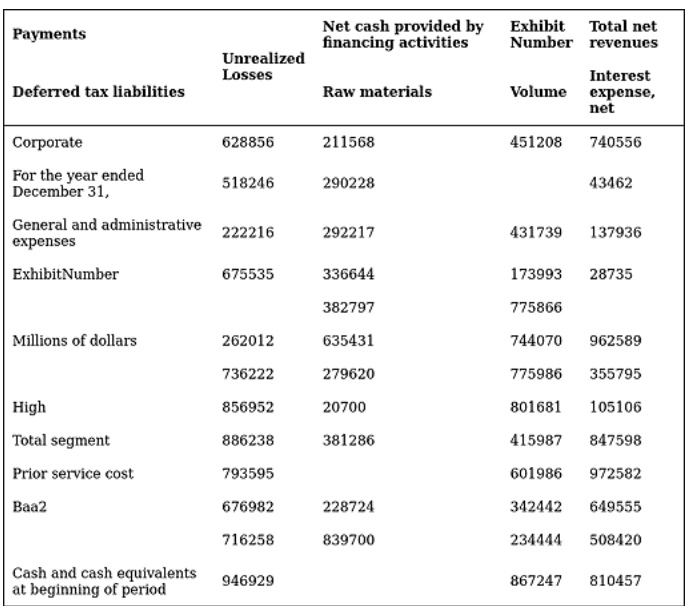 Payments Net cash provided by financing activities Exhibit Number Total net revenues
Unrealized Losses
Deferred tax liabilities Raw materials Volume Interest expense, net
Corporate 628856 211568 451208 740556
For the year ended December 31, 518246 290228 43462
General and administrative expenses 222216 292217 431739 137936
ExhibitNumber 675535 336644 173993 28735
382797 775866
Millions of dollars 262012 635431 744070 962589
736222 279620 775986 355795
High 856952 20700 801681 105106
Total segment 886238 381286 415987 847598
Prior service cost 793595 601986 972582
Baa2 676982 228724 342442 649555
716258 839700 234444 508420
Cash and cash equivalents at beginning of period 946929 867247 810457